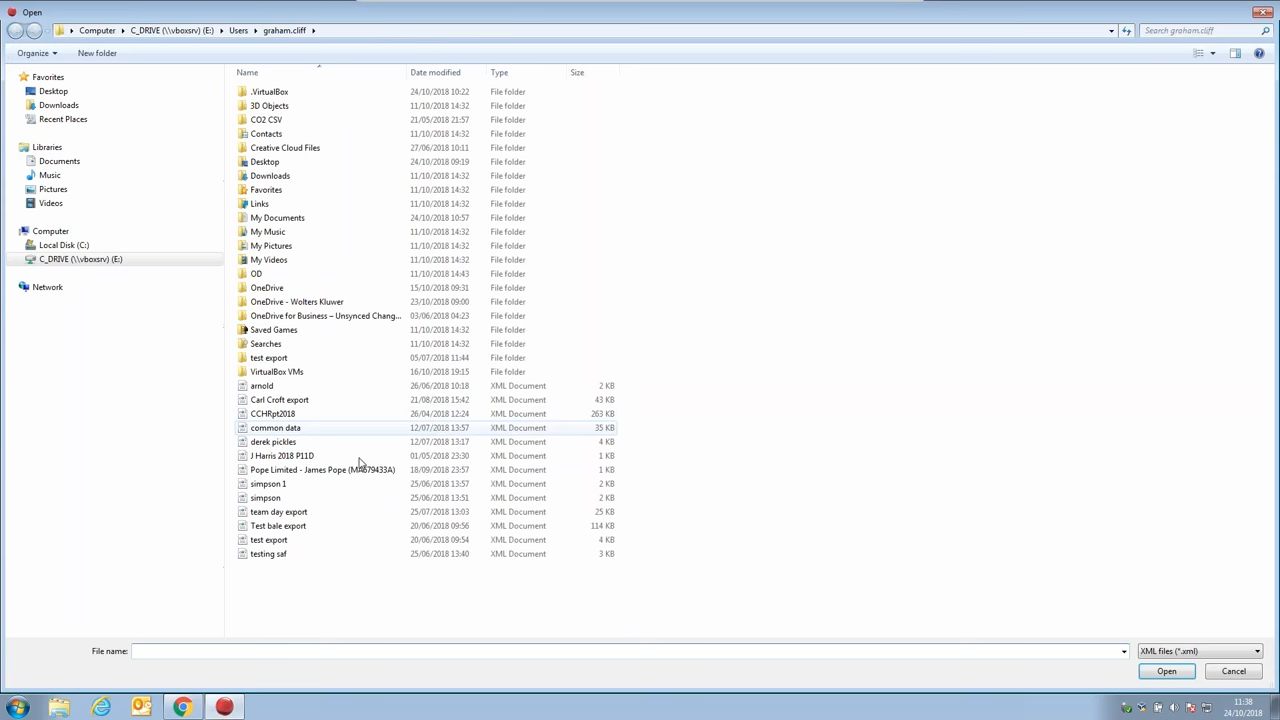 Open
Computer
C_DRIVE (\\vboxsrv) (E:)
Users
graham.cliff
Search graham.cliff
Organize
New folder
Name
Date modified
Type
Size
Favorites
Desktop
Downloads
Recent Places
Libraries
Documents
Music
Pictures
Videos
Computer
Local Disk (C:)
C_DRIVE (\\vboxsrv) (E:)
Network
.VirtualBox 24/10/2018 10:22 File folder
3D Objects 11/10/2018 14:32 File folder
CO2 CSV 21/05/2018 21:57 File folder
Contacts 11/10/2018 14:32 File folder
Creative Cloud Files 27/06/2018 10:11 File folder
Desktop 24/10/2018 09:19 File folder
Downloads 11/10/2018 14:32 File folder
Favorites 11/10/2018 14:32 File folder
Links 11/10/2018 14:32 File folder
My Documents 24/10/2018 10:57 File folder
My Music 11/10/2018 14:32 File folder
My Pictures 11/10/2018 14:32 File folder
My Videos 11/10/2018 14:32 File folder
OD 11/10/2018 14:43 File folder
OneDrive 15/10/2018 09:31 File folder
OneDrive - Wolters Kluwer 23/10/2018 09:00 File folder
OneDrive for Business – Unsynced Chang... 03/06/2018 04:23 File folder
Saved Games 11/10/2018 14:32 File folder
Searches 11/10/2018 14:32 File folder
test export 05/07/2018 11:44 File folder
VirtualBox VMs 16/10/2018 19:15 File folder
arnold 26/06/2018 10:18 XML Document 2 KB
Carl Croft export 21/08/2018 15:42 XML Document 43 KB
CCHRpt2018 26/04/2018 12:24 XML Document 263 KB
common data 12/07/2018 13:57 XML Document 35 KB
derek pickles 12/07/2018 13:17 XML Document 4 KB
J Harris 2018 P11D 01/05/2018 23:30 XML Document 1 KB
Pope Limited - James Pope 18/09/2018 23:57 XML Document 1 KB
simpson 1 25/06/2018 13:57 XML Document 2 KB
simpson 25/06/2018 13:51 XML Document 2 KB
team day export 25/07/2018 13:03 XML Document 25 KB
Test bale export 20/06/2018 09:56 XML Document 114 KB
test export 20/06/2018 09:54 XML Document 4 KB
testing saf 25/06/2018 13:40 XML Document 3 KB
File name:
XML files (*.xml)
Open
Cancel
11:38
24/10/2018